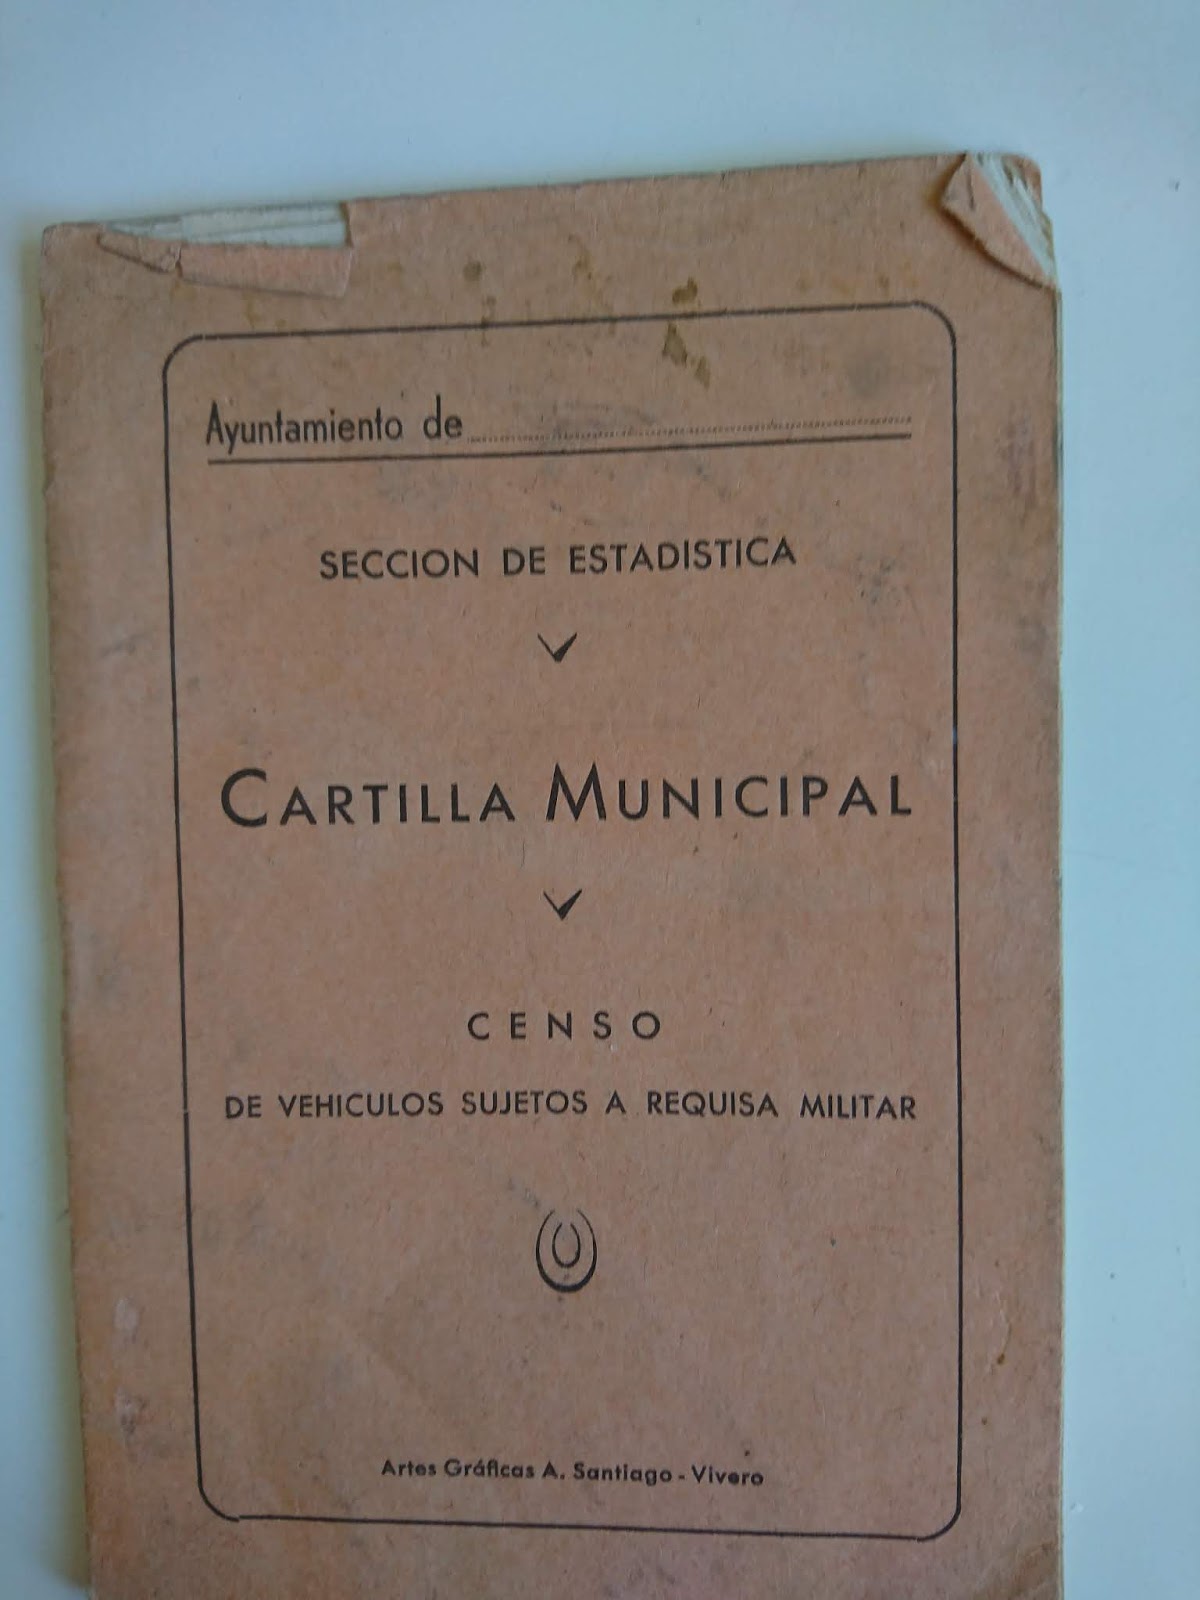 Ayuntamiento de
SECCION DE ESTADISTICA
CARTILLA MUNICIPAL
CENSO
DE VEHICULOS SUJETOS A REQUISA MILITAR
Artes Gráficas A. Santiago - Vivero